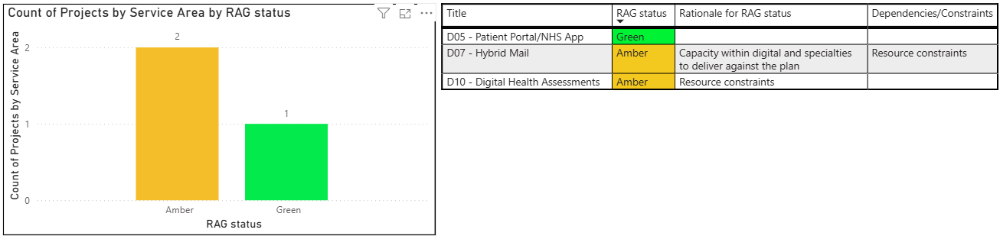 Count of Projects by Service Area by RAG status
Count of Projects by Service Area
2
1
0
2
1
Amber
Green
RAG status
Title RAG status Rationale for RAG status Dependencies/Constraints
D05 - Patient Portal/NHS App Green
D07 - Hybrid Mail Amber Capacity within digital and specialties Resource constraints
to deliver against the plan
D10 - Digital Health Assessments Amber Resource constraints